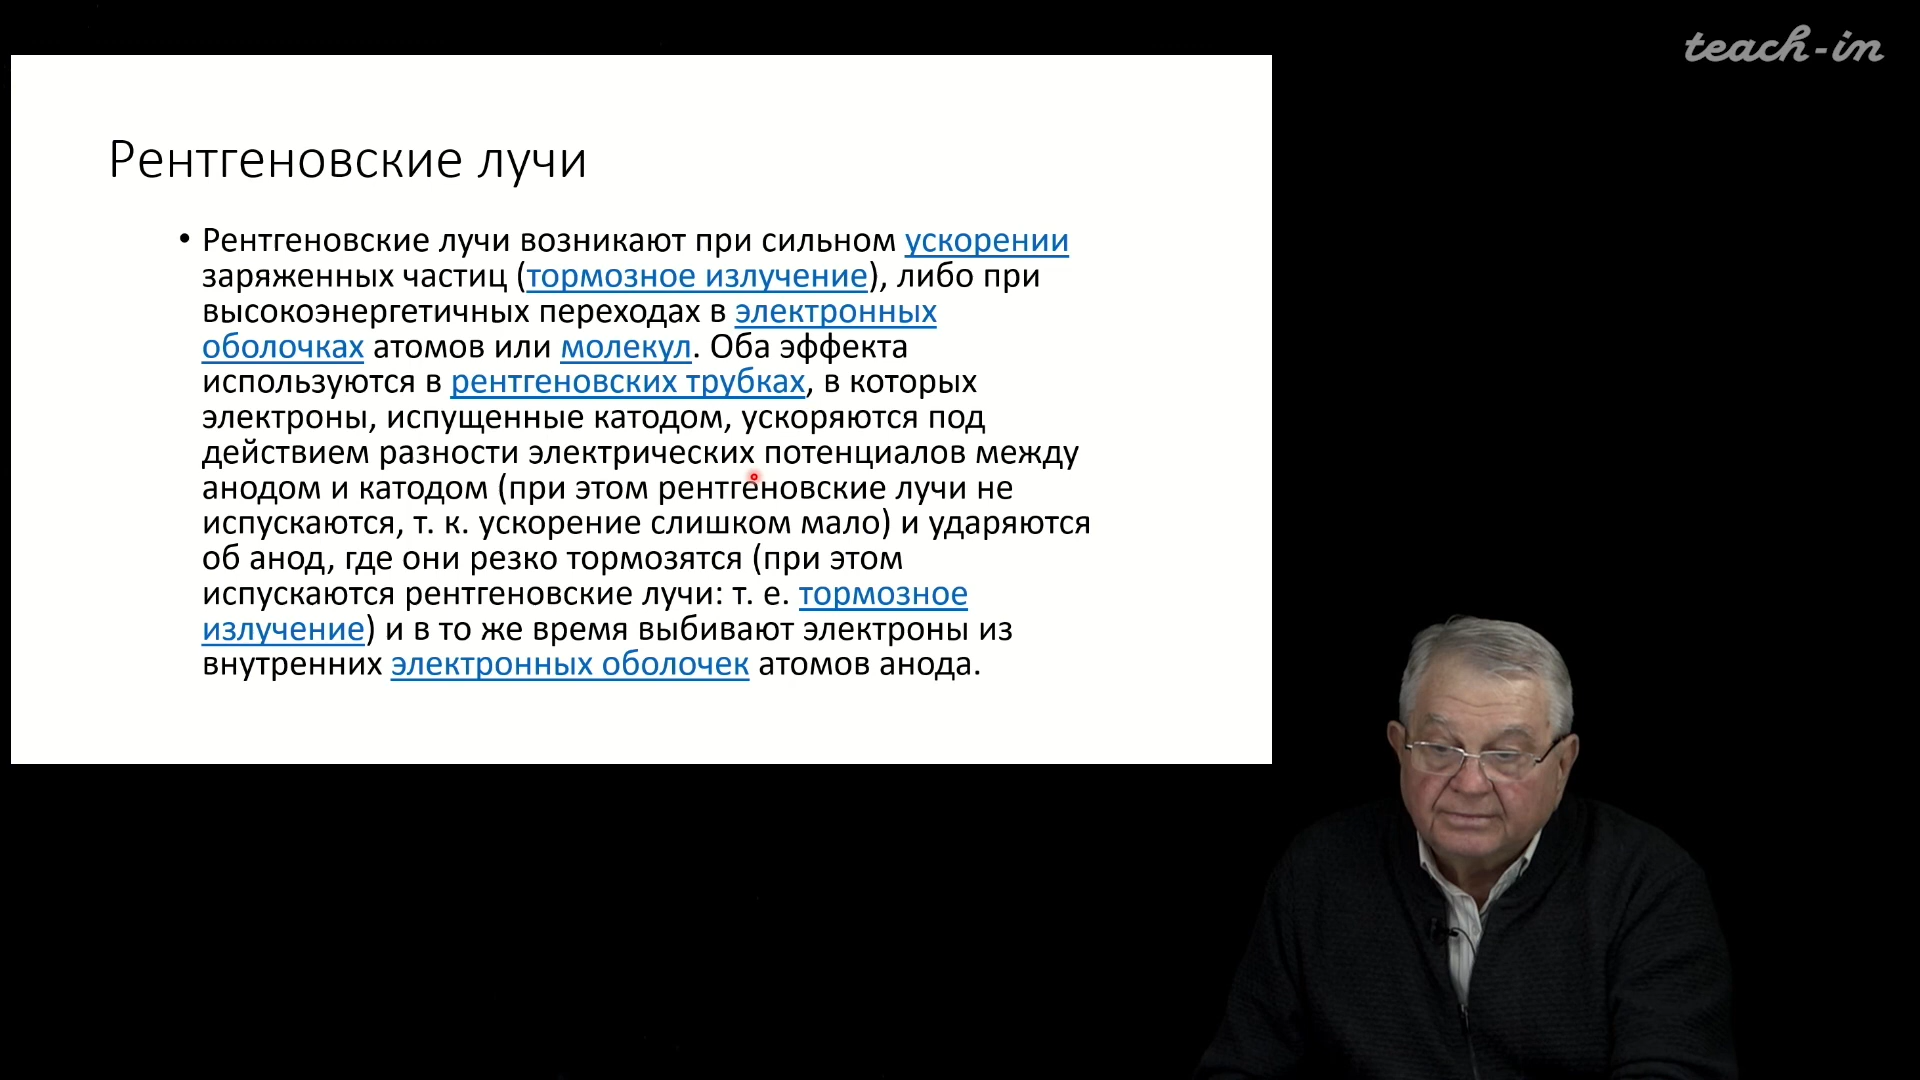 teach-in
Рентгеновские лучи
• Рентгеновские лучи возникают при сильном ускорении
заряженных частиц (тормозное излучение), либо при
высокоэнергетичных переходах в электронных
оболочках атомов или молекул. Оба эффекта
используются в рентгеновских трубках, в которых
электроны, испущенные катодом, ускоряются под
действием разности электрических потенциалов между
анодом и катодом (при этом рентгеновские лучи не
испускаются, т. к. ускорение слишком мало) и ударяются
об анод, где они резко тормозятся (при этом
испускаются рентгеновские лучи: т. е. тормозное
излучение) и в то же время выбивают электроны из
внутренних электронных оболочек атомов анода.